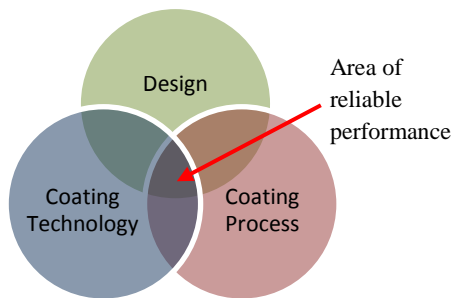 Design
Area of
reliable
performance
Coating
Technology
Coating
Process